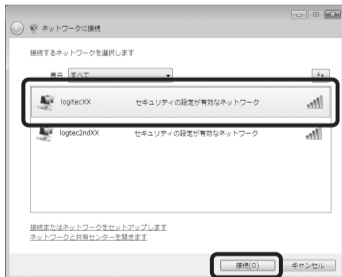 ネットワークに接続
接続するネットワークを選択します
表示 すべて
logitecXX セキュリティの設定が有効なネットワーク
logtec2ndXX セキュリティの設定が有効なネットワーク
接続またはネットワークをセットアップします
ネットワークと共有センターを開きます
接続(O) キャンセル